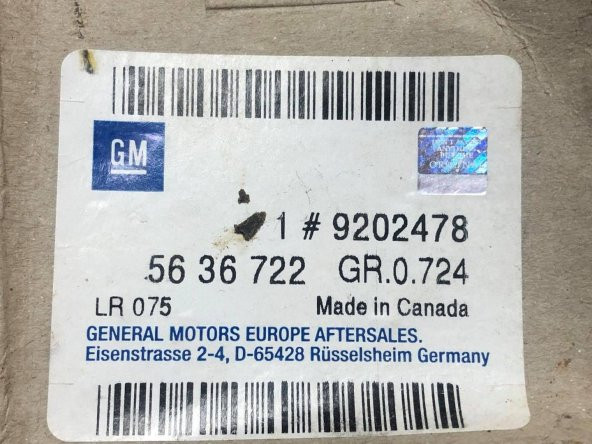 GM
1 # 9202478
56 36 722 GR.0.724
LR 075 Made in Canada
GENERAL MOTORS EUROPE AFTERSALES.
Eisenstrasse 2-4, D-65428 Rüsselsheim Germany